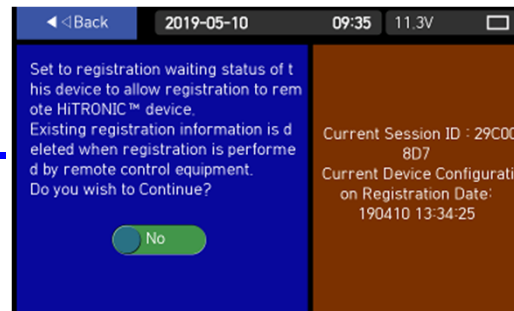 ◀◁Back
2019-05-10
09:35
11.3V
Set to registration waiting status of t
his device to allow registration to rem
ote HiTRONIC™ device.
Existing registration information is d
eleted when registration is performe
d by remote control equipment.
Do you wish to Continue?
No
Current Session ID : 29C00
8D7
Current Device Configurati
on Registration Date:
190410 13:34:25